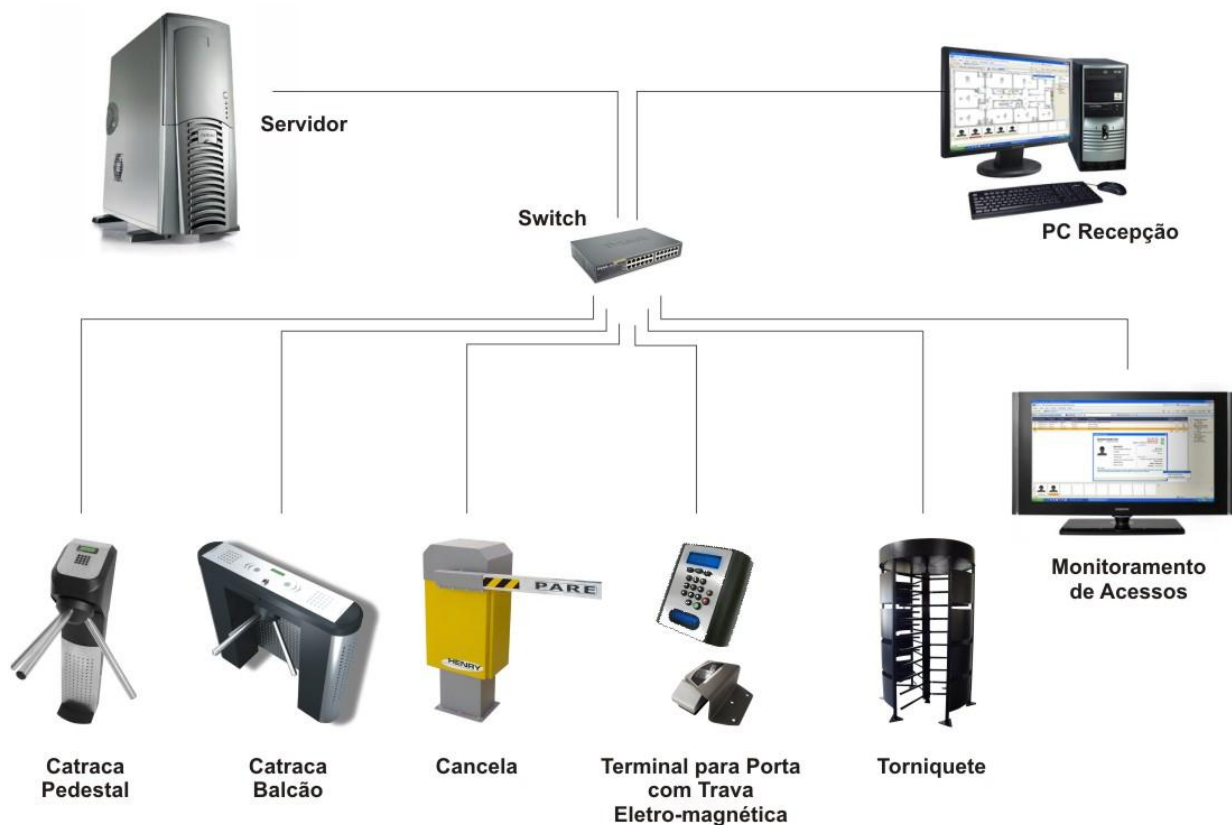 Servidor
Switch
PC Recepção
PARE
HENRY
Monitoramento
de Acessos
Catraca
Pedestal
Catraca
Balcão
Cancela
Terminal para Porta
com Trava
Eletro-magnética
Torniquete